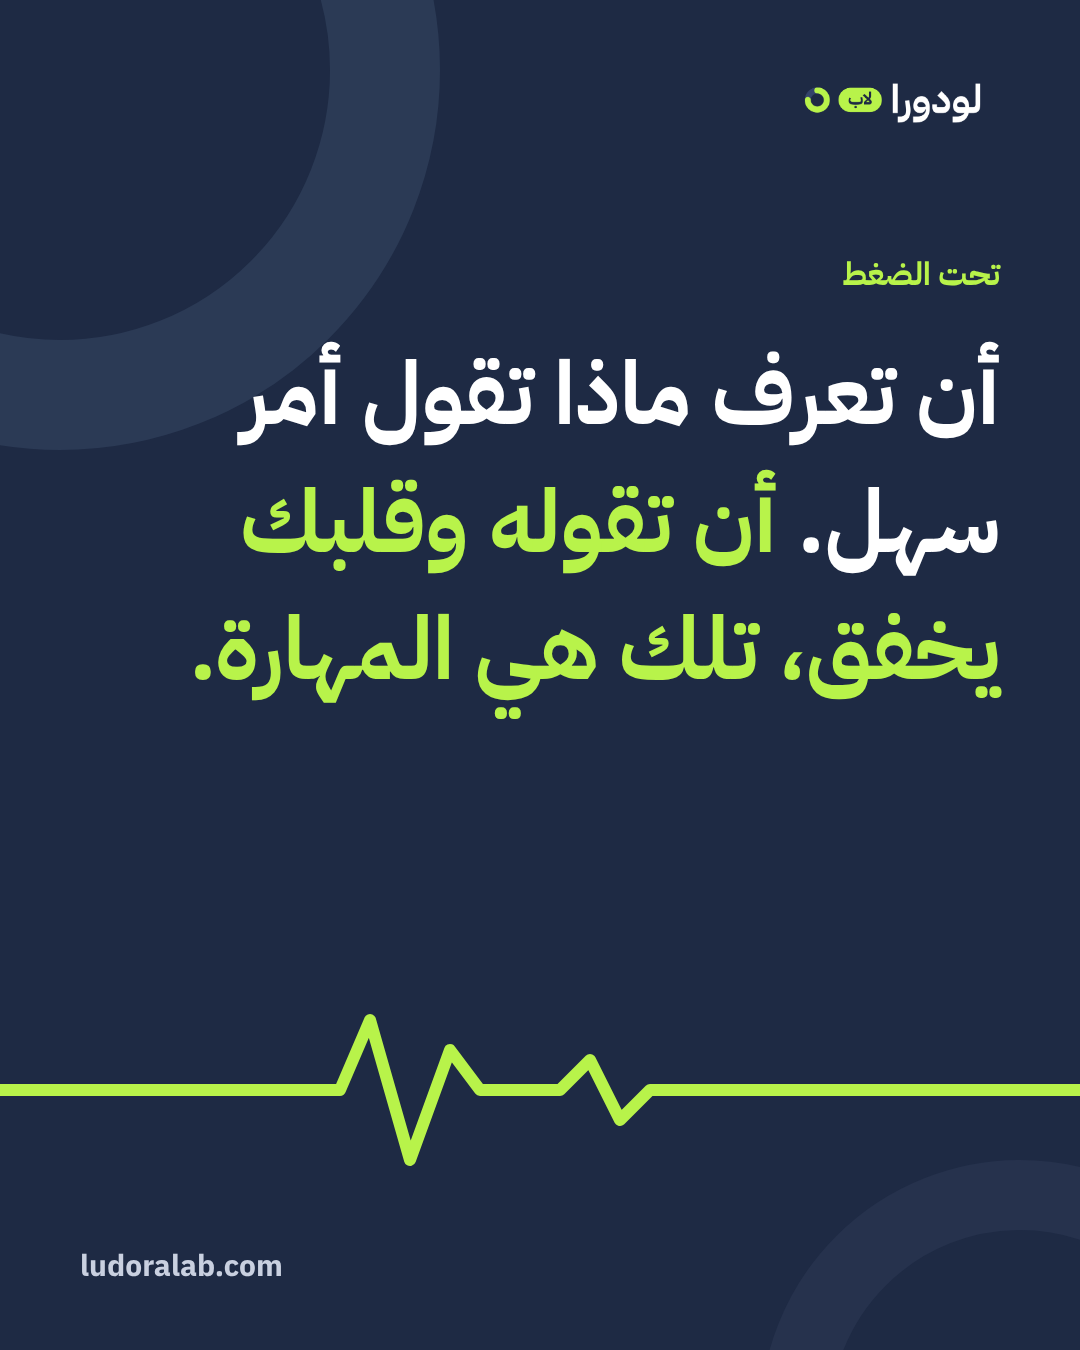 لودورا لاب
تحت الضغط
أن تعرف ماذا تقول أمر
سهل. أن تقوله وقلبك
يخفق، تلك هي المهارة.
ludoralab.com